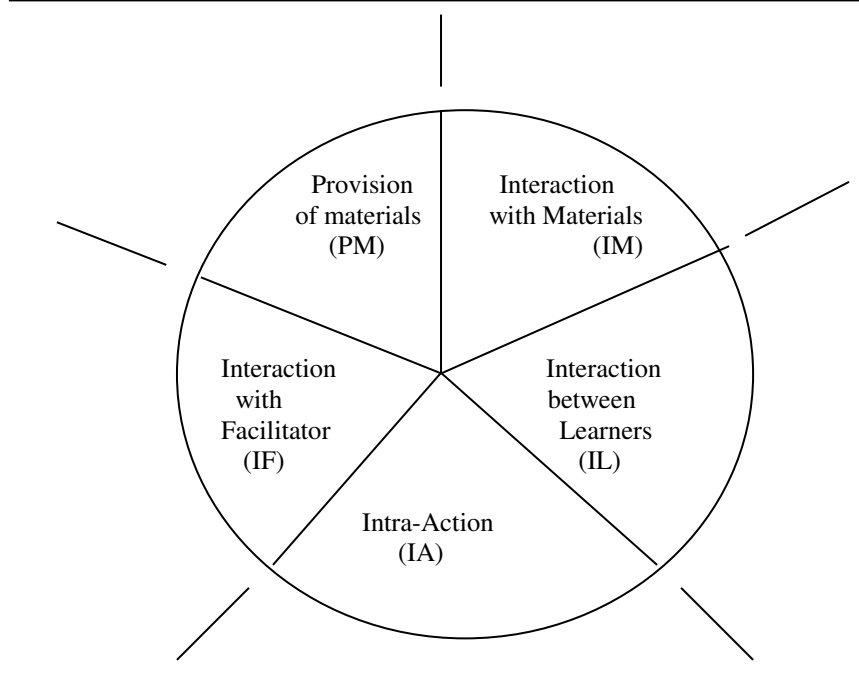 Provision
of materials
(PM)
Interaction
with Materials
(IM)
Interaction
with
Facilitator
(IF)
Interaction
between
Learners
(IL)
Intra-Action
(IA)